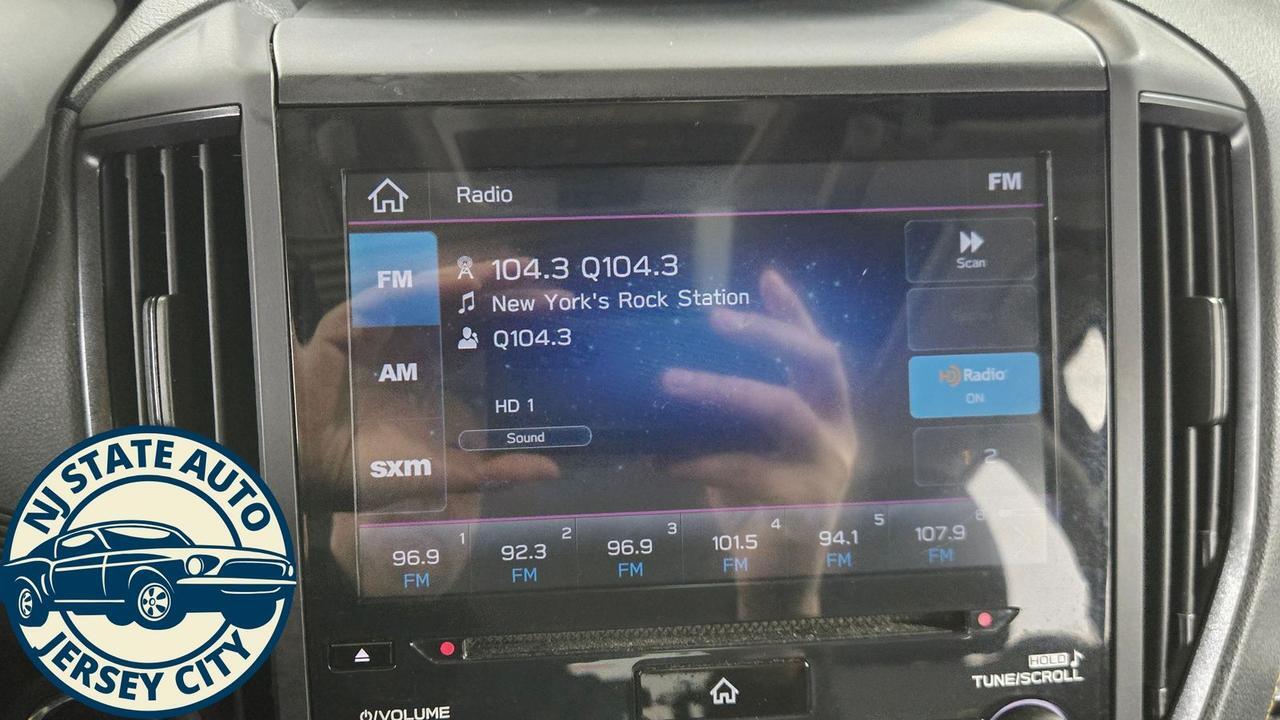 Radio
FM
FM
104.3 Q104.3
Scan
New York's Rock Station
Q104.3
AM
HD Radio
ON
HD 1
Sound
sxm
1 2
1
2
3
4
5
6
96.9
92.3
96.9
101.5
94.1
107.9
FM
FM
FM
FM
FM
FM
NJ STATE AUTO
JERSEY CITY
HOLD
TUNE/SCROLL
/VOLUME